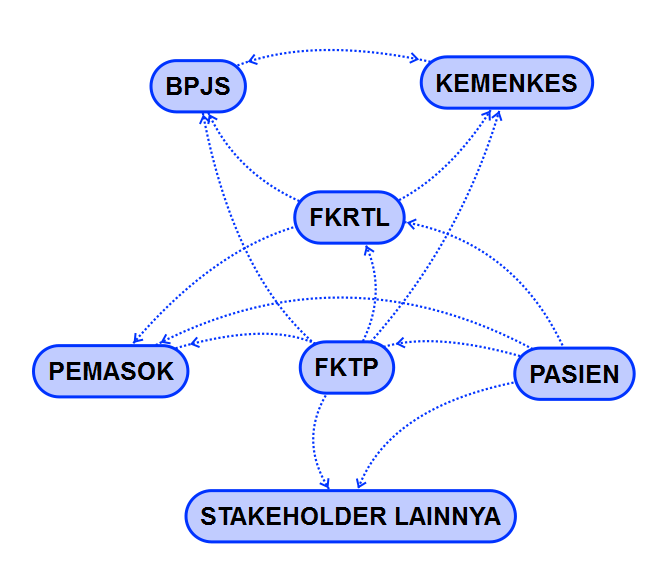 BPJS
KEMENKES
FKRTL
PEMASOK
FKTP
PASIEN
STAKEHOLDER LAINNYA